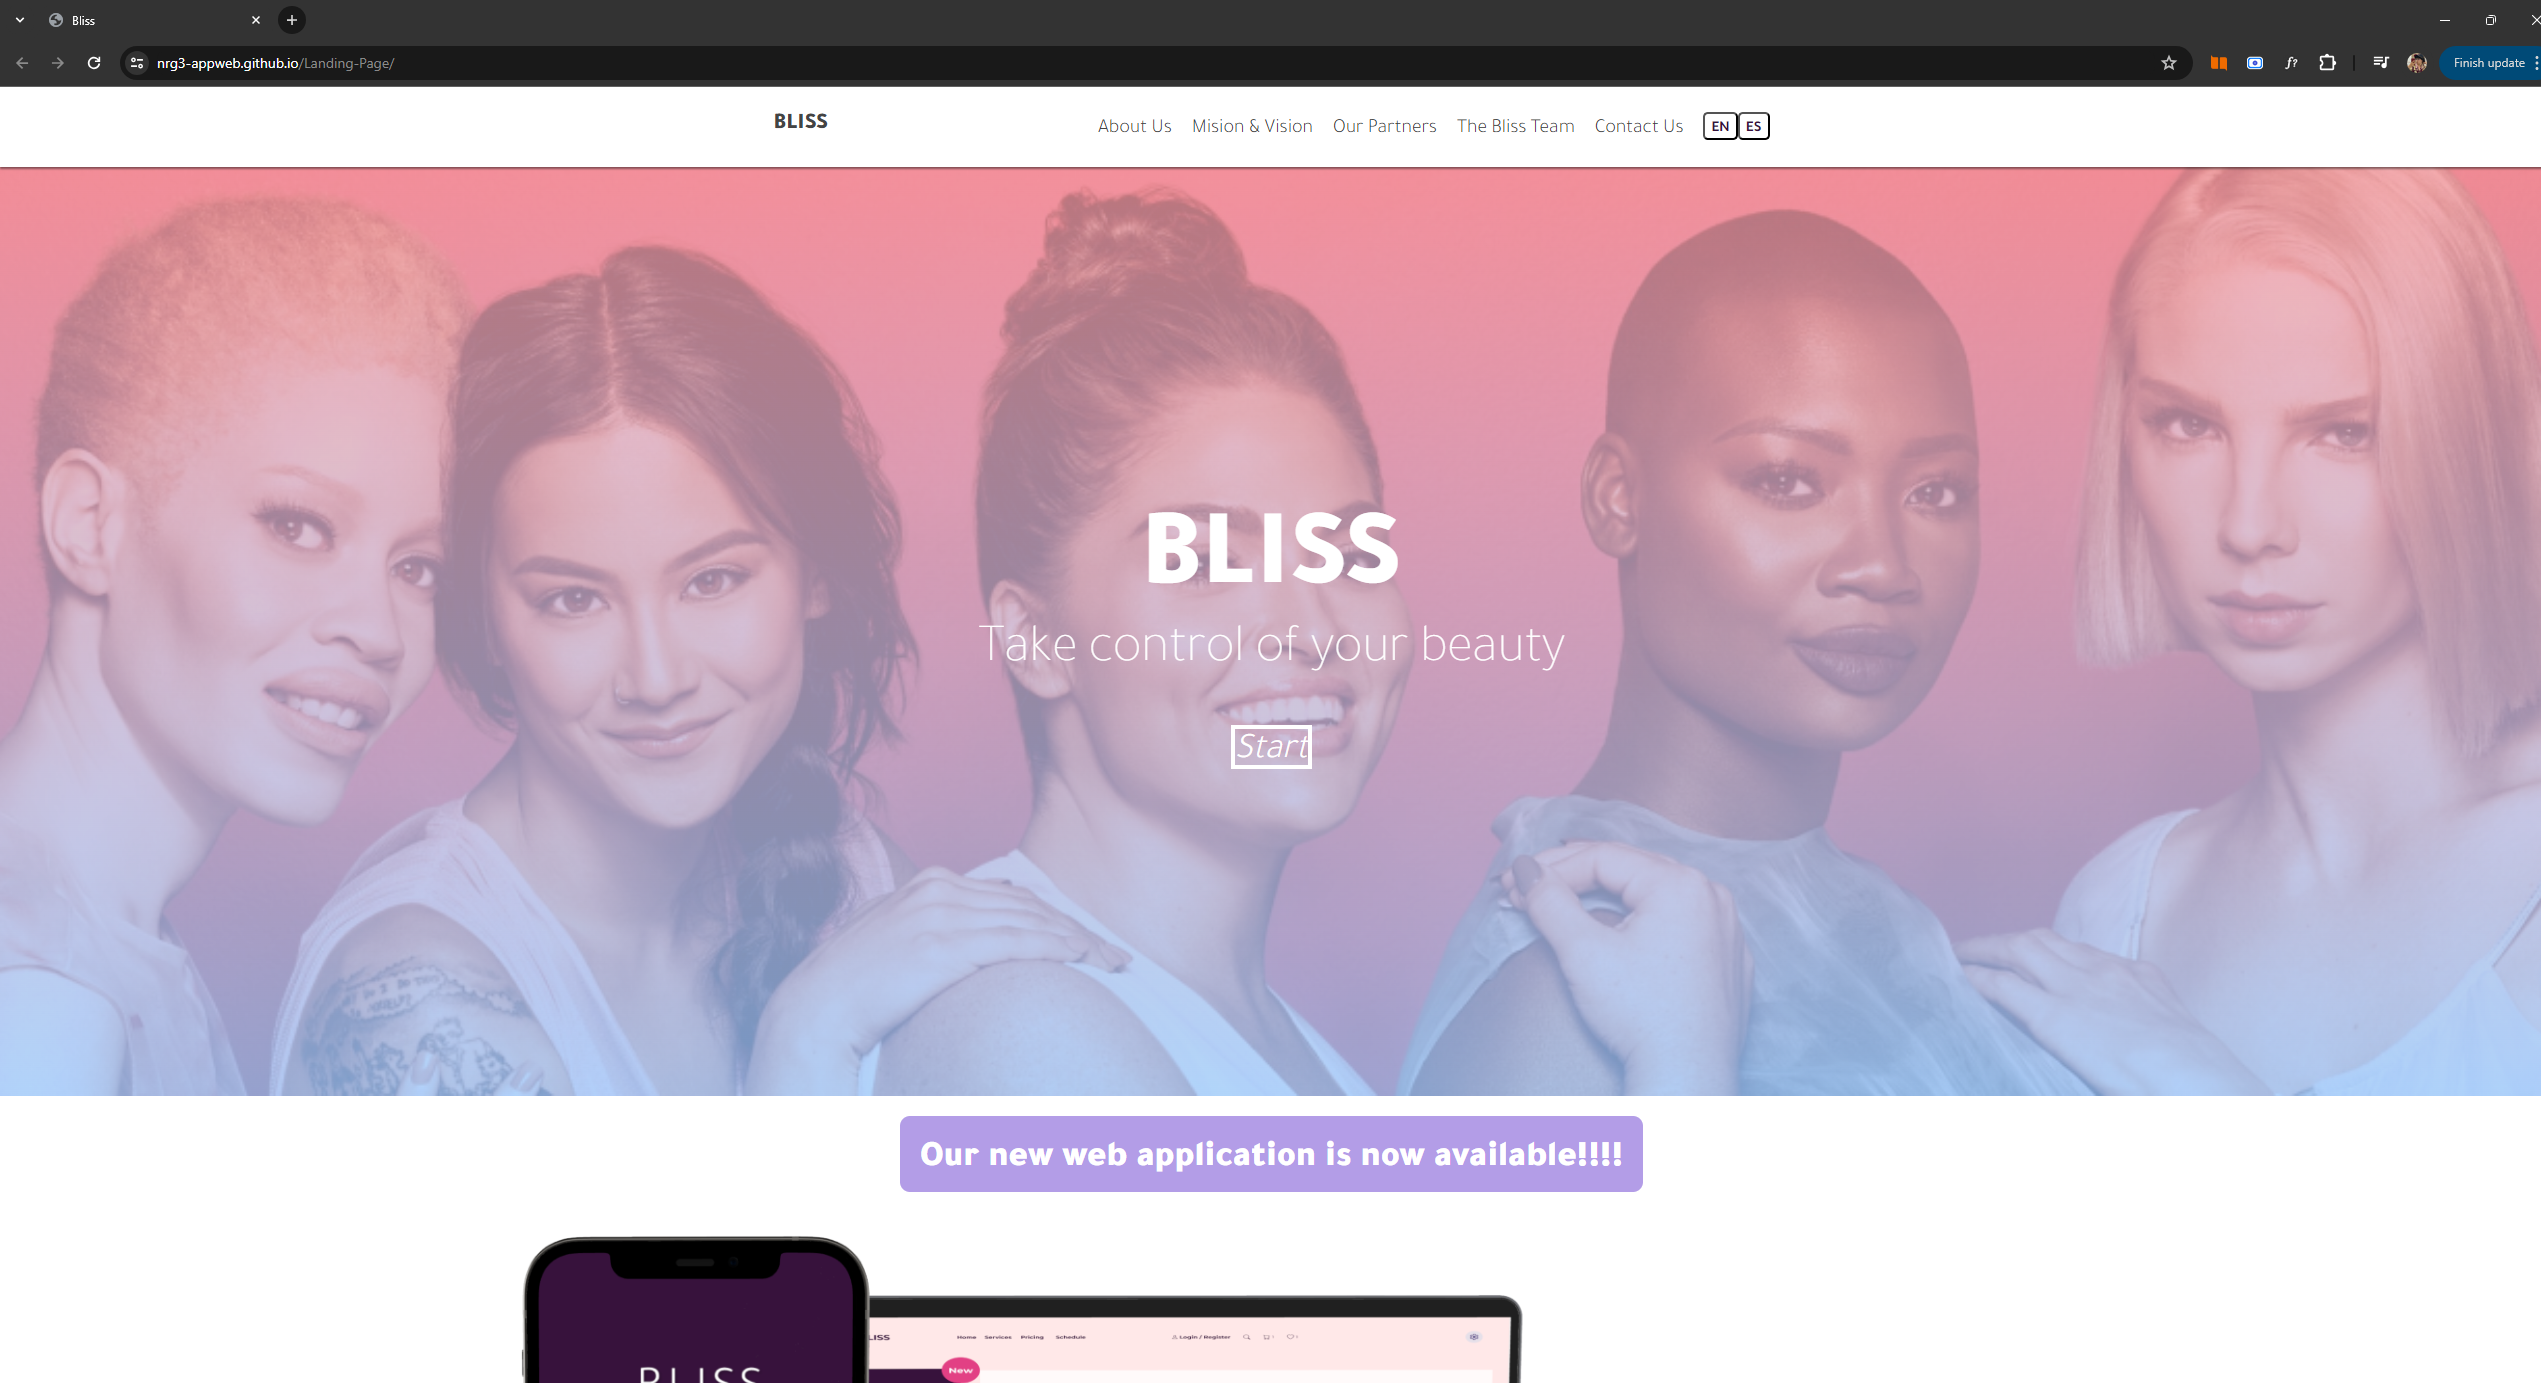 Bliss
nrg3-appweb.github.io/Landing-Page/
Finish update
BLISS
About Us
Mision & Vision
Our Partners
The Bliss Team
Contact Us
EN
ES
BLISS
Take control of your beauty
Start
Our new web application is now available!!!!
LISS
Home
Services
Pricing
Schedule
Login / Register
New
BLISS